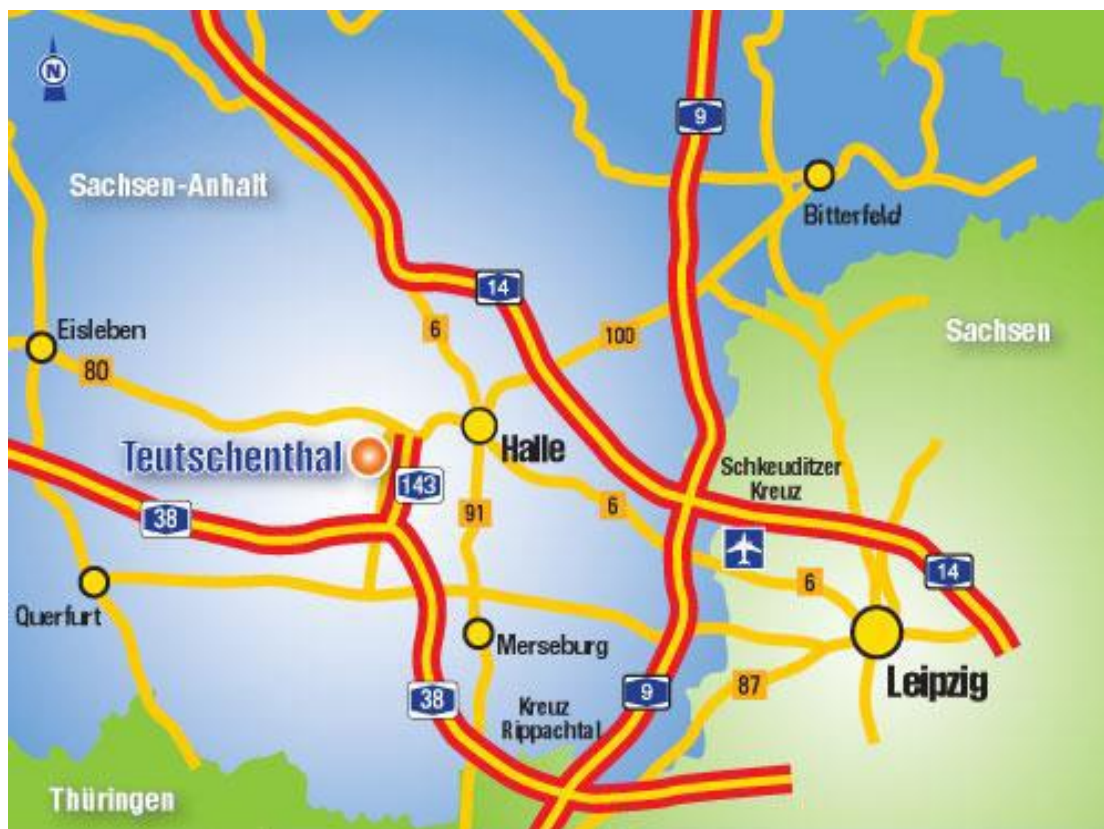 N
9
Sachsen-Anhalt
Bitterfeld
14
6
100
Eisleben
Sachsen
80
Teutschenthal
Halle
Schkeuditzer
Kreuz
143
38
91
6
14
6
Querfurt
Merseburg
Leipzig
38
9
87
Kreuz
Rippachtal
Thüringen